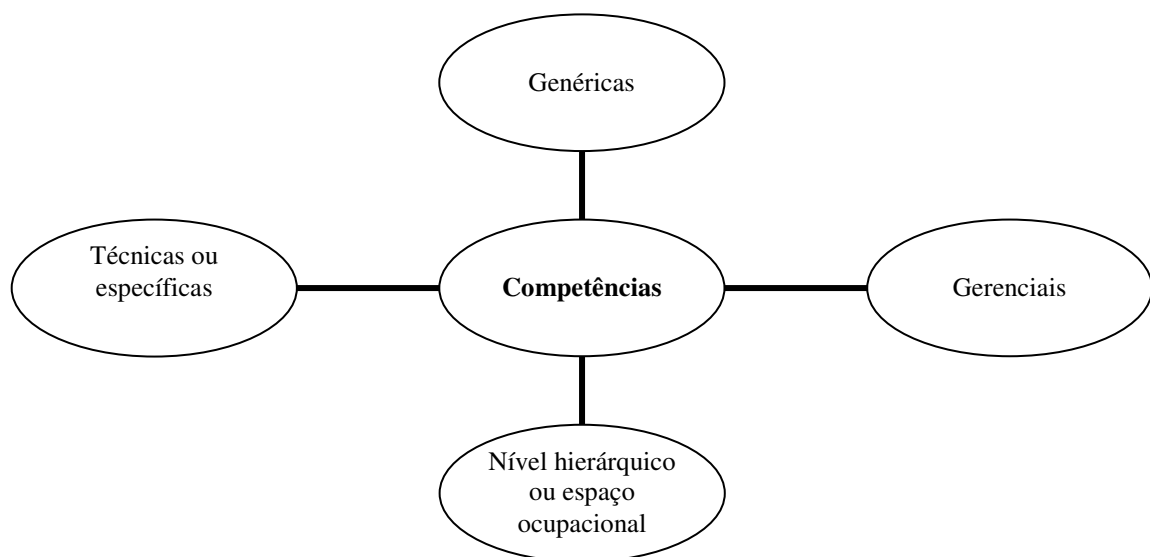 Genéricas
Técnicas ou
específicas
Competências
Gerenciais
Nível hierárquico
ou espaço
ocupacional